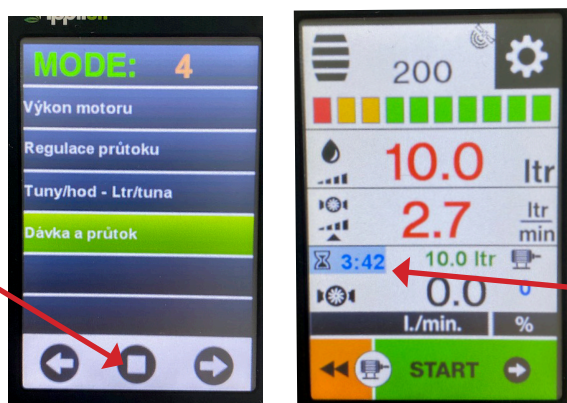 MODE: 4
Výkon motoru
Regulace průtoku
Tuny/hod - Ltr/tuna
Dávka a průtok
200
10.0 ltr
2.7 ltr
min
3:42 10.0 ltr
0.0 0
l./min. %
START